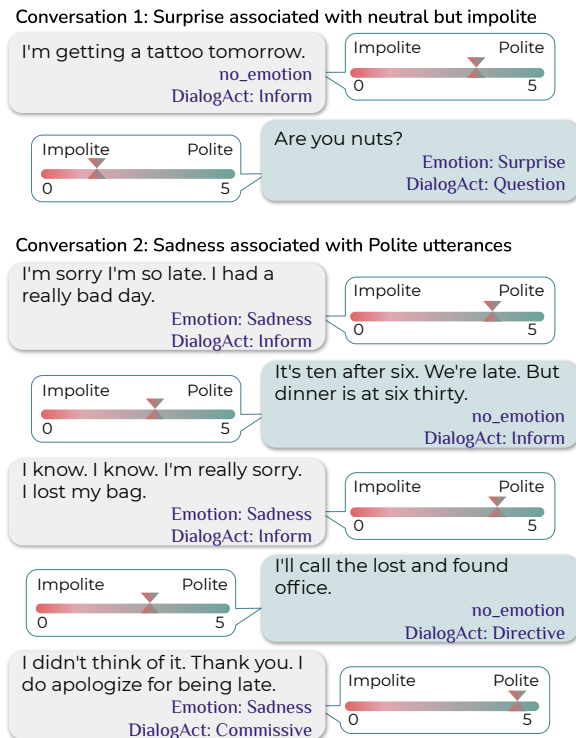 Conversation 1: Surprise associated with neutral but impolite
I'm getting a tattoo tomorrow.
no_emotion
DialogAct: Inform
Impolite Polite
0 5
Are you nuts?
Emotion: Surprise
DialogAct: Question
Impolite Polite
0 5
Conversation 2: Sadness associated with Polite utterances
I'm sorry I'm so late. I had a
really bad day.
Emotion: Sadness
DialogAct: Inform
Impolite Polite
0 5
It's ten after six. We're late. But
dinner is at six thirty.
no_emotion
DialogAct: Inform
Impolite Polite
0 5
I know. I know. I'm really sorry.
I lost my bag.
Emotion: Sadness
DialogAct: Inform
Impolite Polite
0 5
I'll call the lost and found
office.
no_emotion
DialogAct: Directive
Impolite Polite
0 5
I didn't think of it. Thank you. I
do apologize for being late.
Emotion: Sadness
DialogAct: Commissive
Impolite Polite
0 5